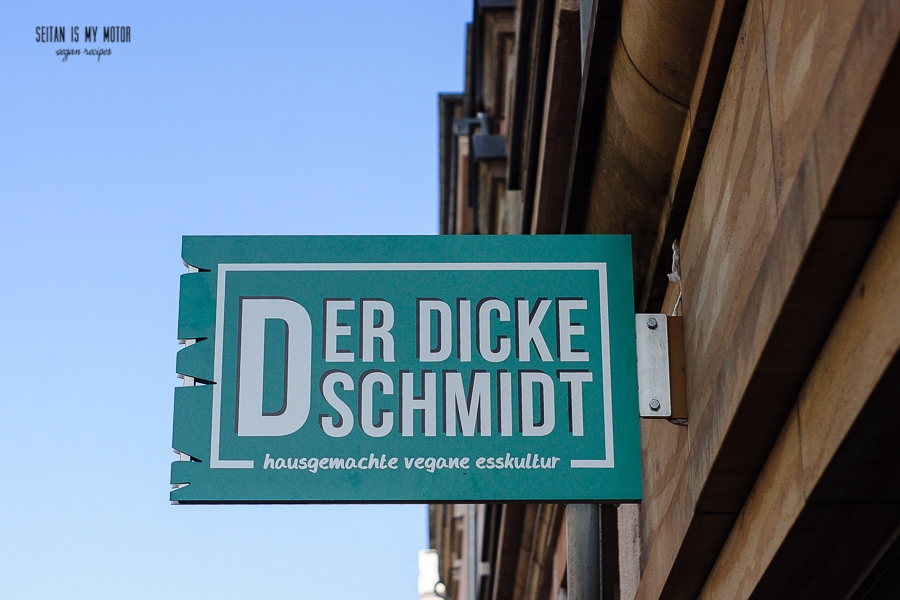 SEITAN IS MY MOTOR
vegan recipes
DER DICKE
SCHMIDT
hausgemachte vegane esskultur